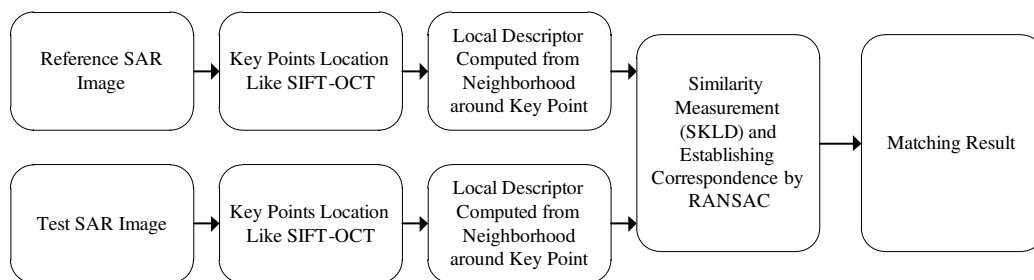 Reference SAR
Image
Key Points Location
Like SIFT-OCT
Local Descriptor
Computed from
Neighborhood
around Key Point
Similarity
Measurement
(SKLD) and
Establishing
Correspondence by
RANSAC
Matching Result
Test SAR Image
Key Points Location
Like SIFT-OCT
Local Descriptor
Computed from
Neighborhood
around Key Point